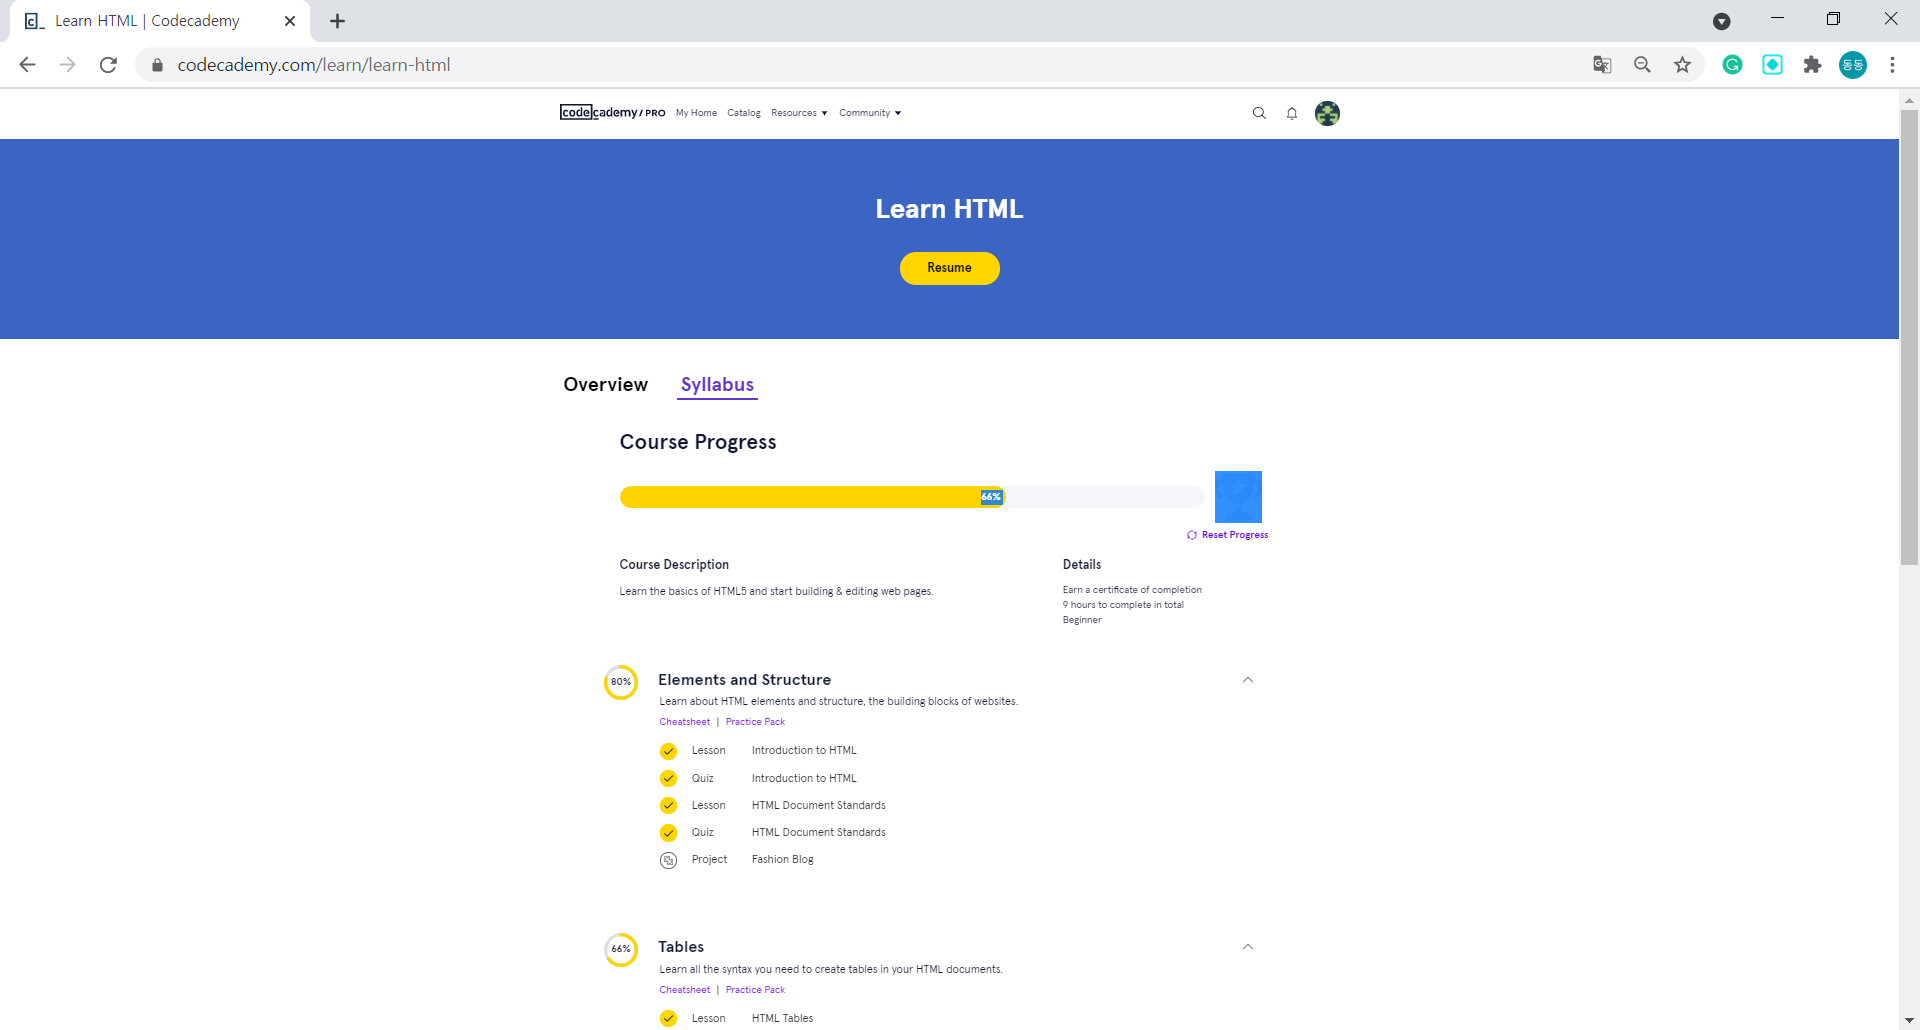 Learn HTML | Codecademy
codecademy.com/learn/learn-html
동동
codecademy / PRO My Home Catalog Resources Community
Learn HTML
Resume
Overview Syllabus
Course Progress
66%
Reset Progress
Course Description
Learn the basics of HTML5 and start building & editing web pages.
Details
Earn a certificate of completion
9 hours to complete in total
Beginner
80% Elements and Structure
Learn about HTML elements and structure, the building blocks of websites.
Cheatsheet | Practice Pack
Lesson Introduction to HTML
Quiz Introduction to HTML
Lesson HTML Document Standards
Quiz HTML Document Standards
Project Fashion Blog
66% Tables
Learn all the syntax you need to create tables in your HTML documents.
Cheatsheet | Practice Pack
Lesson HTML Tables